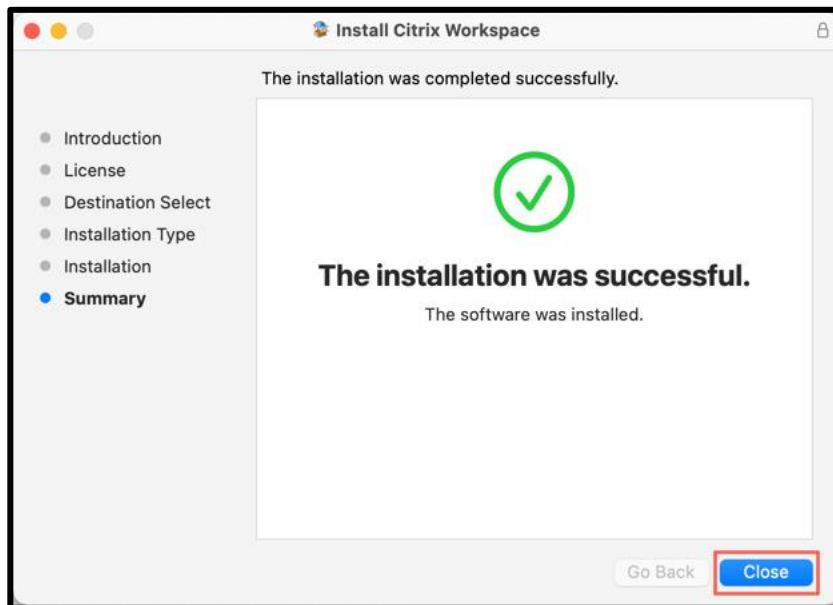 Install Citrix Workspace
The installation was completed successfully.
Introduction
License
Destination Select
Installation Type
Installation
Summary
The installation was successful.
The software was installed.
Go Back
Close